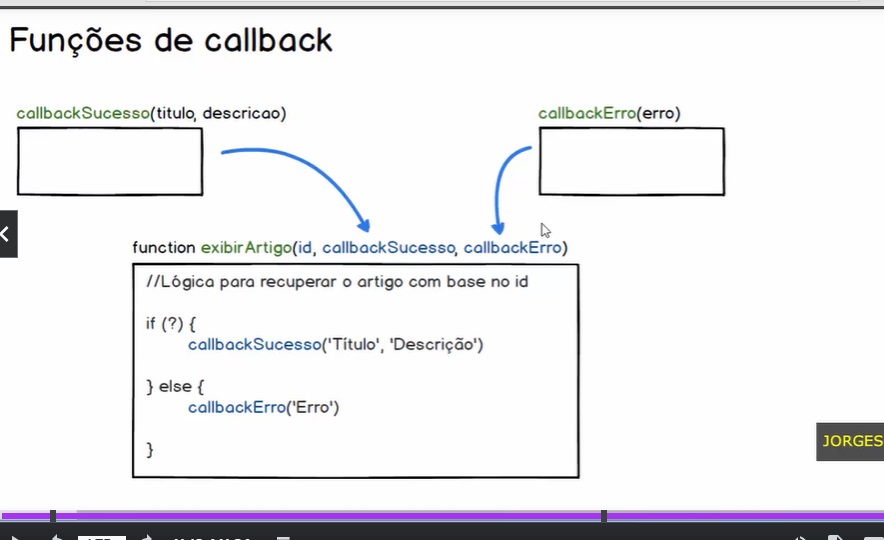 Funções de callback
callbackSucesso(titulo, descricao)
callbackErro(erro)
function exibirArtigo(id, callbackSucesso, callbackErro)
//Lógica para recuperar o artigo com base no id
if (?) {
callbackSucesso('Título', 'Descrição')
} else {
callbackErro('Erro')
}
JORGES